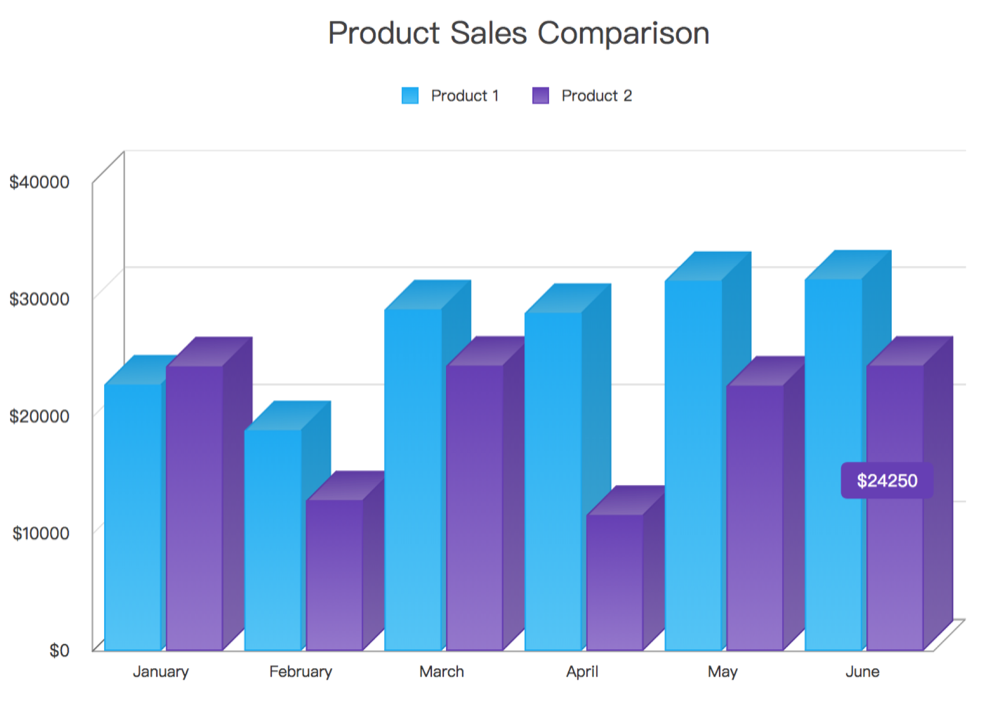 Product Sales Comparison
Product 1 Product 2
$40000
$30000
$20000
$10000
$24250
$0
January February March April May June